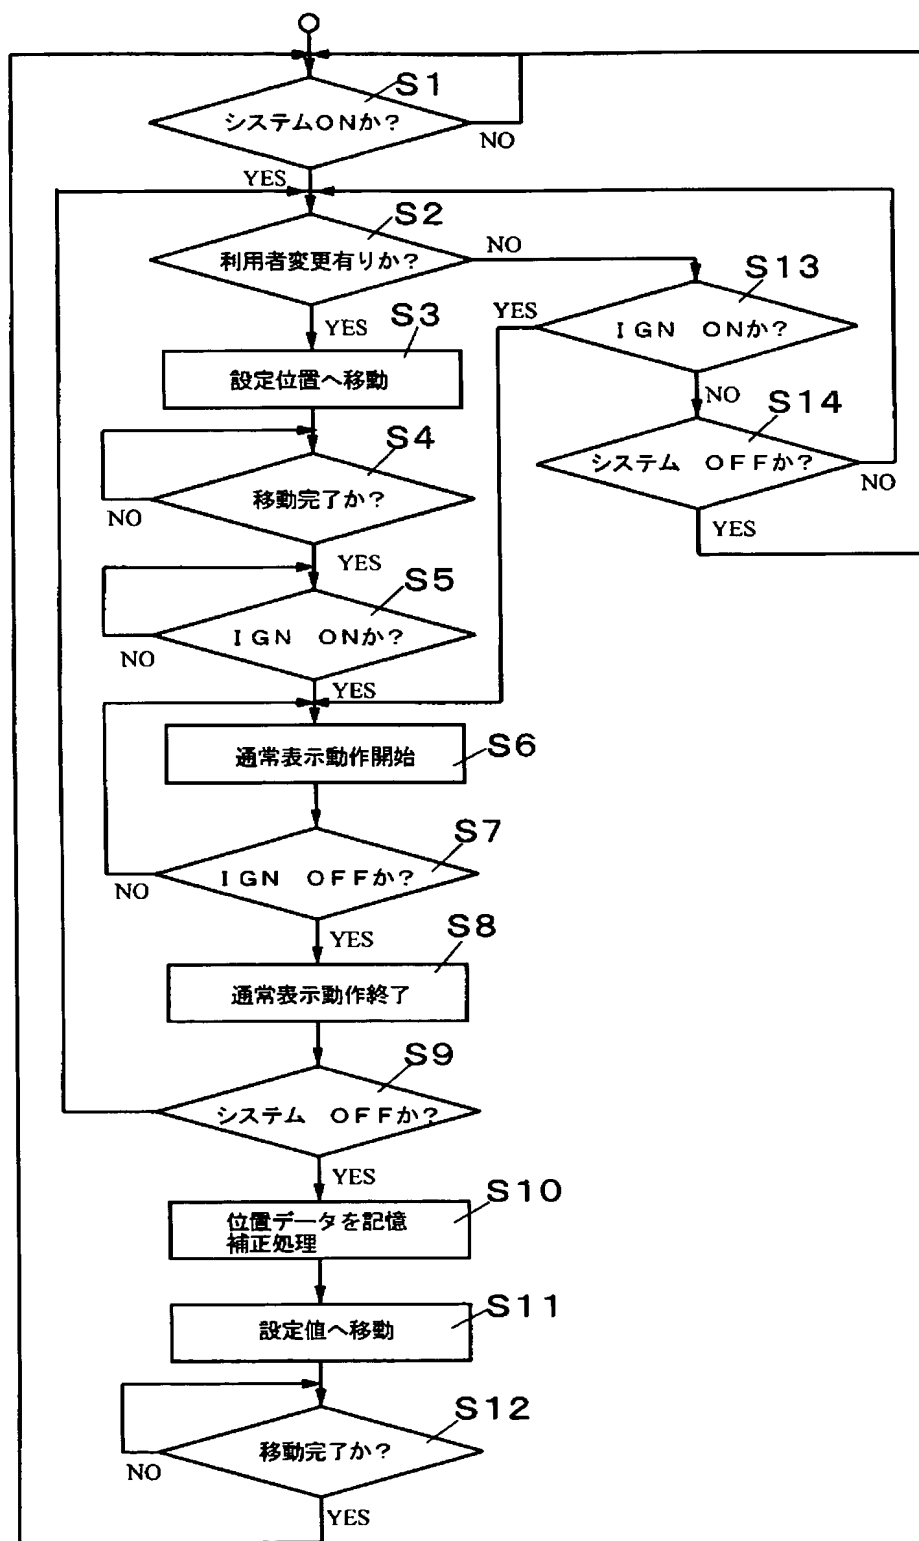 S1
システムONか?
NO
YES
S2
利用者変更有りか?
NO
YES
S13
IGN ONか?
YES
NO
S3
設定位置へ移動
S14
システム OFFか?
NO
YES
S4
移動完了か?
NO
YES
S5
IGN ONか?
NO
YES
通常表示動作開始
S6
S7
IGN OFFか?
NO
YES
S8
通常表示動作終了
S9
システム OFFか?
YES
S10
位置データを記憶
補正処理
S11
設定値へ移動
S12
移動完了か?
NO
YES